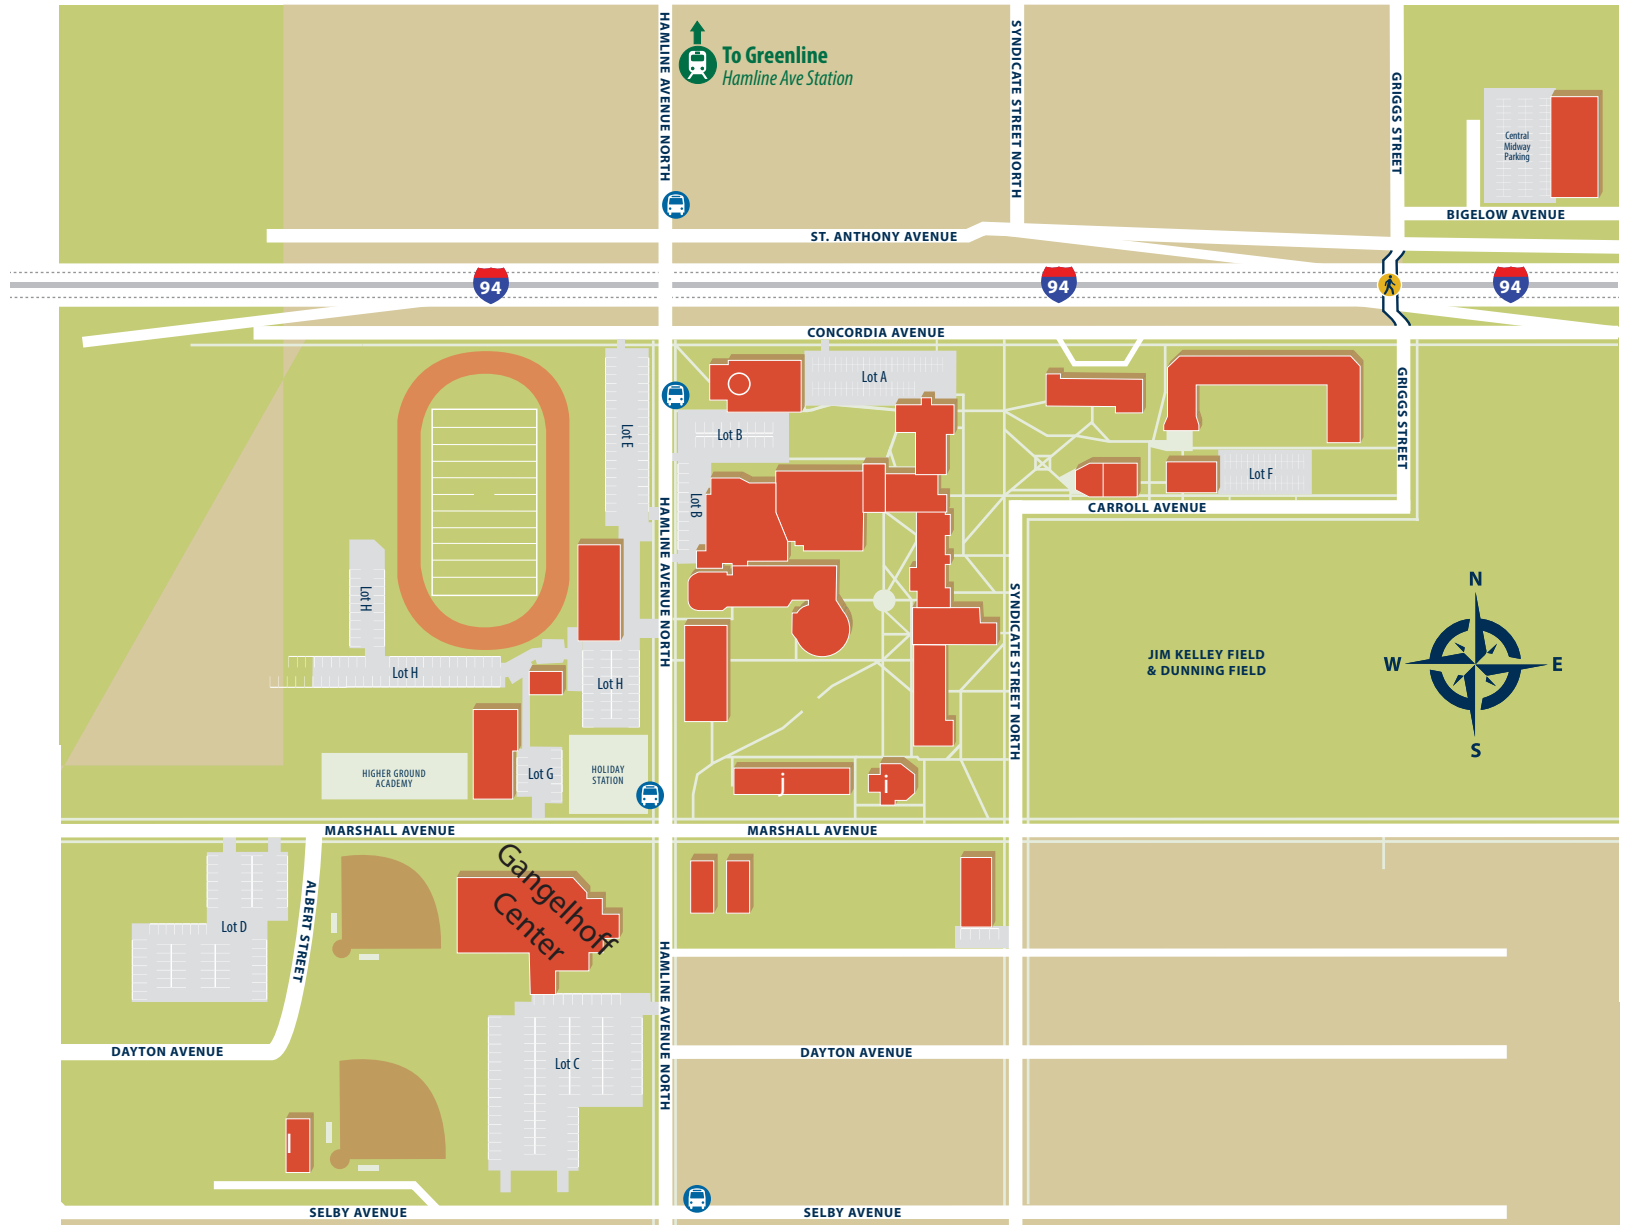 HAMLINE AVENUE NORTH
To Greenline
Hamline Ave Station
SYNDICATE STREET NORTH
GRIGGS STREET
Central
Midway
Parking
BIGELOW AVENUE
ST. ANTHONY AVENUE
94
94
94
CONCORDIA AVENUE
Lot A
Lot E
Lot B
GRIGGS STREET
Lot F
Lot B
HAMLINE AVENUE NORTH
CARROLL AVENUE
Lot H
SYNDICATE STREET NORTH
N
W
E
S
JIM KELLEY FIELD
& DUNNING FIELD
Lot H
Lot H
HIGHER GROUND
ACADEMY
Lot G
HOLIDAY
STATION
j
i
MARSHALL AVENUE
MARSHALL AVENUE
ALBERT STREET
Gangelhoff
Center
Lot D
HAMLINE AVENUE NORTH
DAYTON AVENUE
DAYTON AVENUE
Lot C
l
SELBY AVENUE
SELBY AVENUE